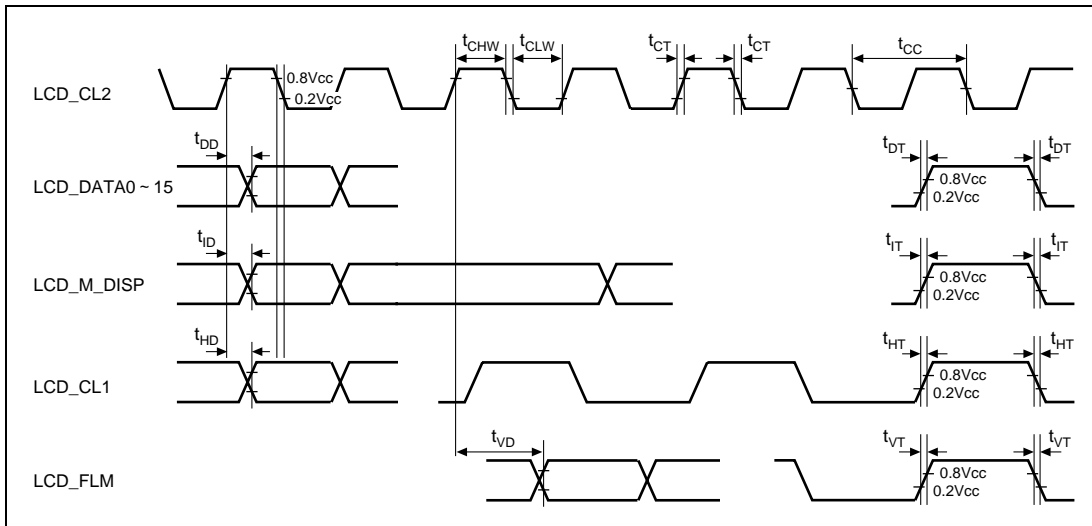 tCHW tCLW tCT tCT tCC
LCD_CL2
0.8Vcc
0.2Vcc
tDD tDT tDT
LCD_DATA0 ~ 15
0.8Vcc
0.2Vcc
tID tIT tIT
LCD_M_DISP
0.8Vcc
0.2Vcc
tHD tHT tHT
LCD_CL1
0.8Vcc
0.2Vcc
tVD tVT tVT
LCD_FLM
0.8Vcc
0.2Vcc